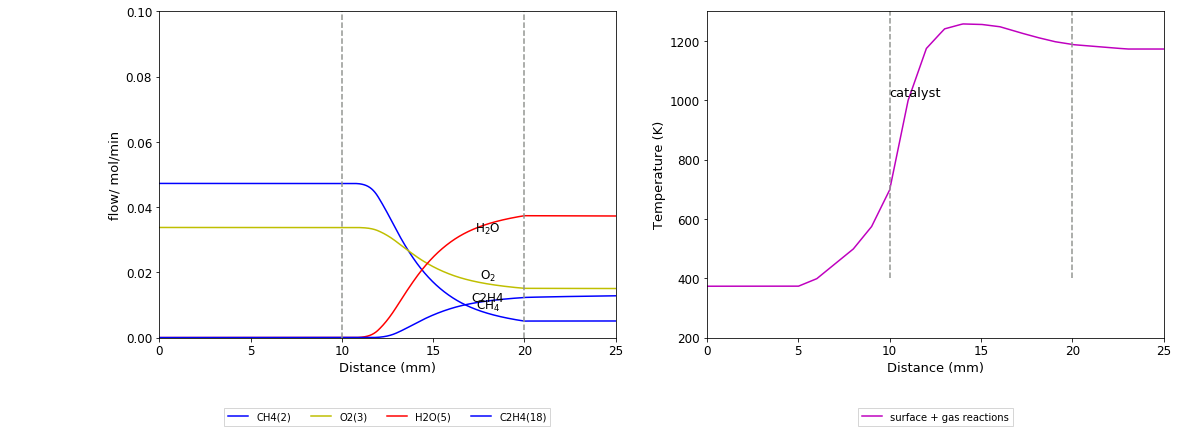 0.10
0.08
0.06
0.04
0.02
0.00
flow/ mol/min
H2O
O2
C2H4
CH4
0 5 10 15 20 25
Distance (mm)
CH4(2) O2(3) H2O(5) C2H4(18)
1200
1000
800
600
400
200
Temperature (K)
catalyst
0 5 10 15 20 25
Distance (mm)
surface + gas reactions